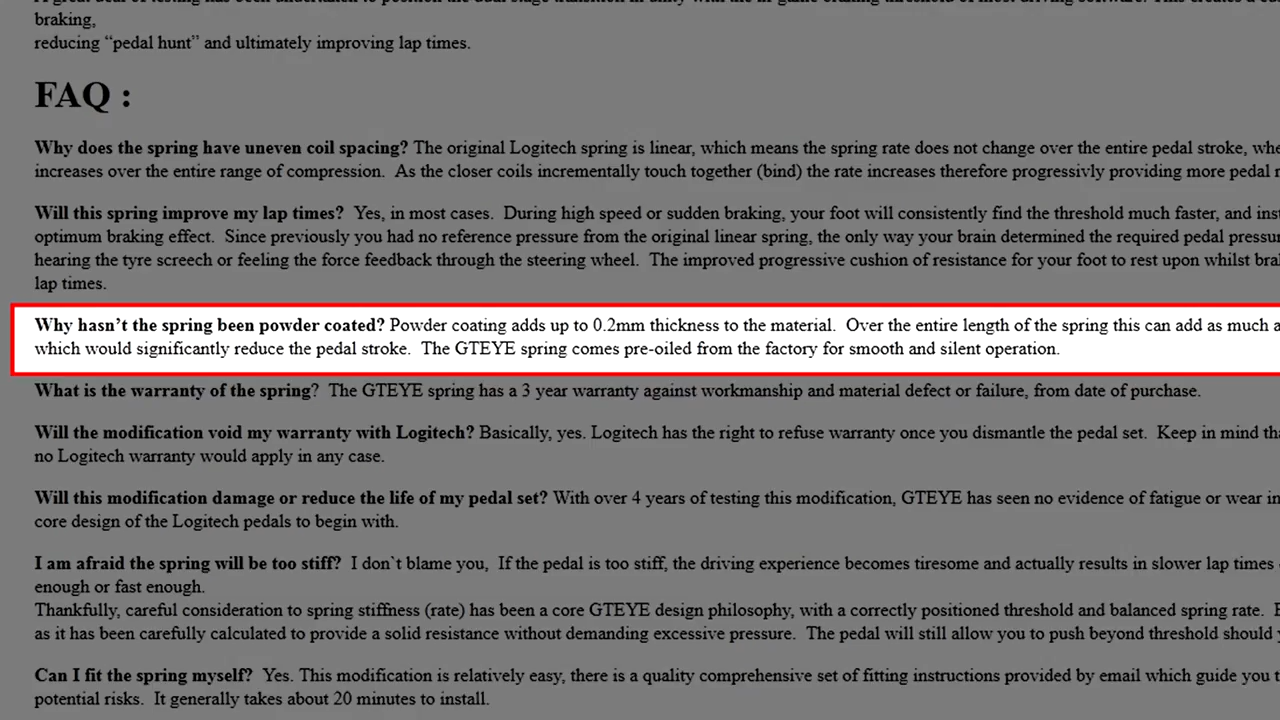 braking,
reducing “pedal hunt” and ultimately improving lap times.
FAQ :
Why does the spring have uneven coil spacing? The original Logitech spring is linear, which means the spring rate does not change over the entire pedal stroke,
increases over the entire range of compression. As the closer coils incrementally touch together (bind) the rate increases therefore progressivly providing more pedal
Will this spring improve my lap times? Yes, in most cases. During high speed or sudden braking, your foot will consistently find the threshold much faster, and
optimum braking effect. Since previously you had no reference pressure from the original linear spring, the only way your brain determined the required pedal
hearing the tyre screech or feeling the force feedback through the steering wheel. The improved progressive cushion of resistance for your foot to rest upon whilst
lap times.
Why hasn’t the spring been powder coated? Powder coating adds up to 0.2mm thickness to the material. Over the entire length of the spring this can add as much
which would significantly reduce the pedal stroke. The GTEYE spring comes pre-oiled from the factory for smooth and silent operation.
What is the warranty of the spring? The GTEYE spring has a 3 year warranty against workmanship and material defect or failure, from date of purchase.
Will the modification void my warranty with Logitech? Basically, yes. Logitech has the right to refuse warranty once you dismantle the pedal set. Keep in mind
no Logitech warranty would apply in any case.
Will this modification damage or reduce the life of my pedal set? With over 4 years of testing this modification, GTEYE has seen no evidence of fatigue or wear in
core design of the Logitech pedals to begin with.
I am afraid the spring will be too stiff? I don`t blame you, If the pedal is too stiff, the driving experience becomes tiresome and actually results in slower lap times
enough or fast enough.
Thankfully, careful consideration to spring stiffness (rate) has been a core GTEYE design philosophy, with a correctly positioned threshold and balanced spring rate.
as it has been carefully calculated to provide a solid resistance without demanding excessive pressure. The pedal will still allow you to push beyond threshold should
Can I fit the spring myself? Yes. This modification is relatively easy, there is a quality comprehensive set of fitting instructions provided by email which guide you
potential risks. It generally takes about 20 minutes to install.